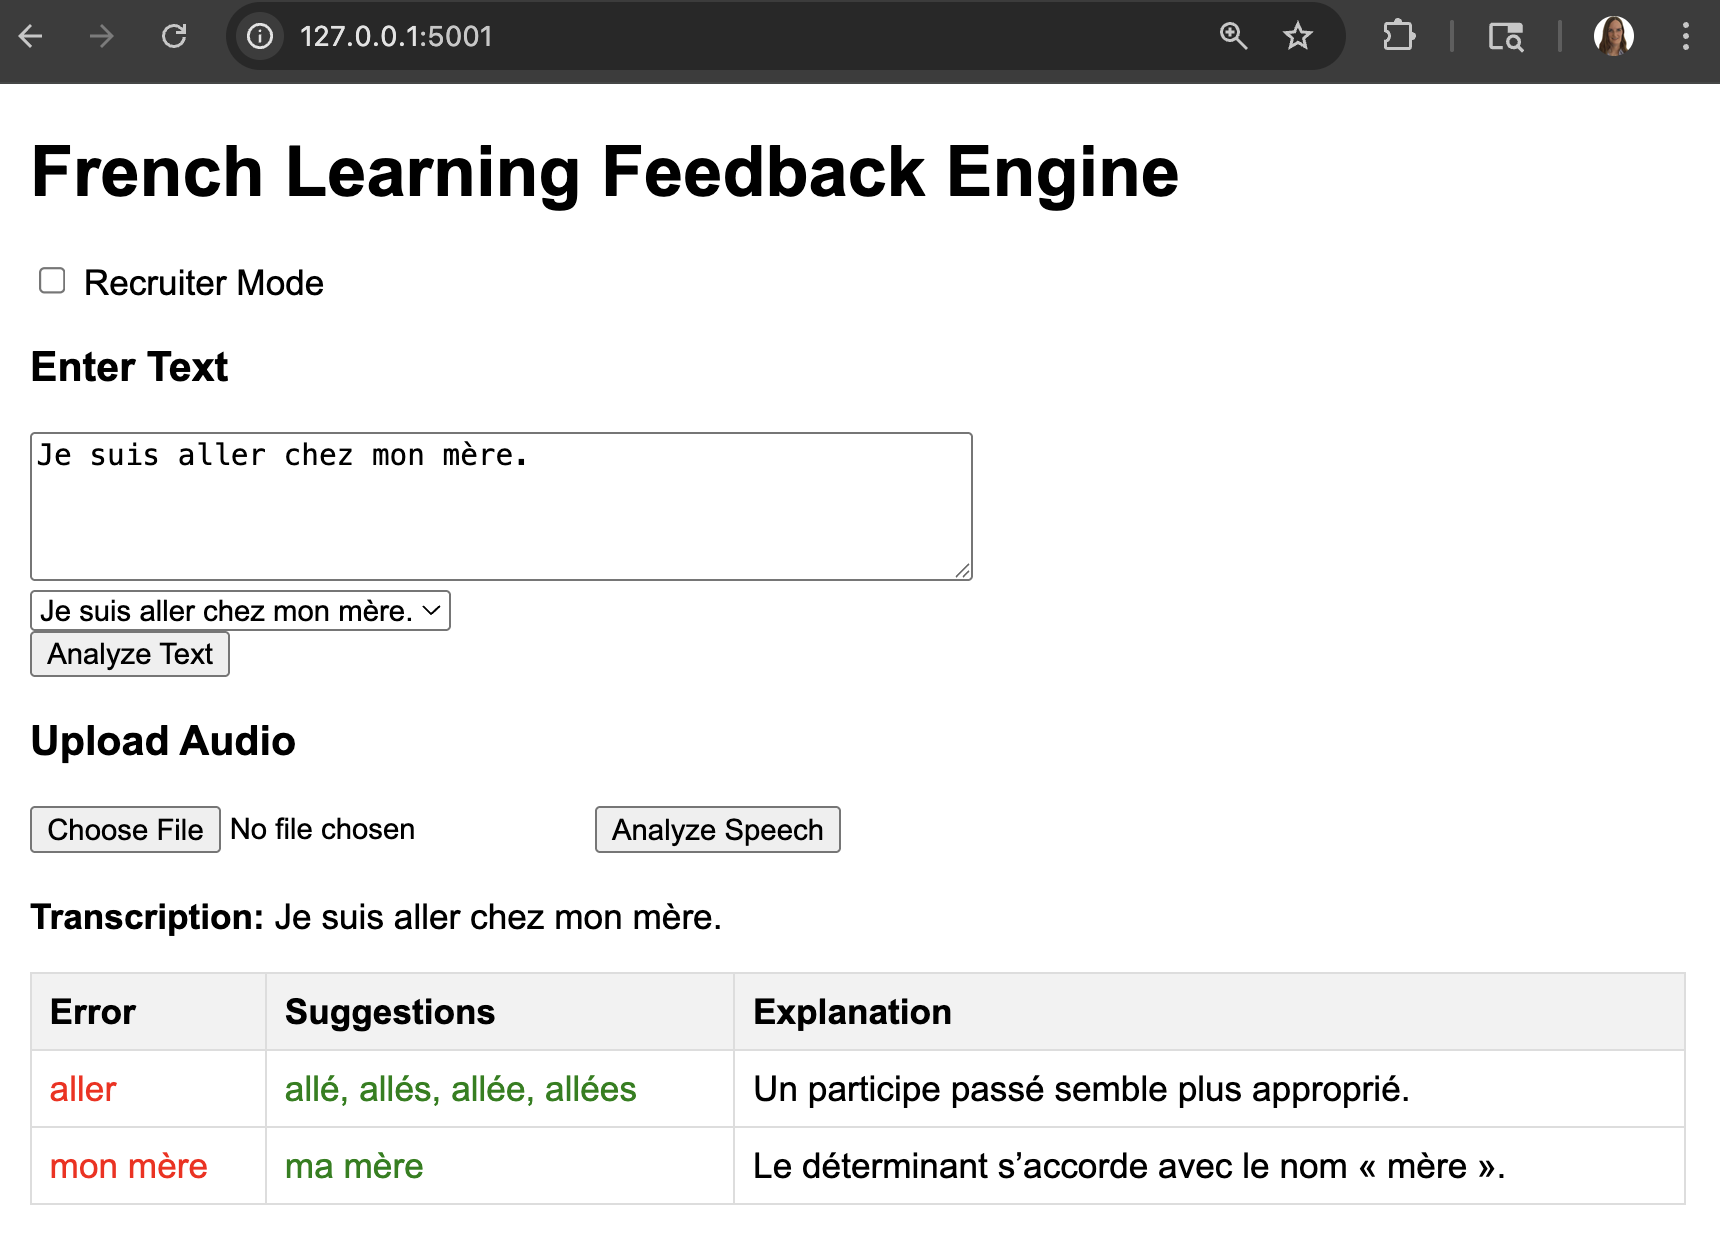 127.0.0.1:5001
French Learning Feedback Engine
Recruiter Mode
Enter Text
Je suis aller chez mon mère.
Je suis aller chez mon mère.
Analyze Text
Upload Audio
Choose File No file chosen Analyze Speech
Transcription: Je suis aller chez mon mère.
Error Suggestions Explanation
aller allé, allés, allée, allées Un participe passé semble plus approprié.
mon mère ma mère Le déterminant s’accorde avec le nom « mère ».